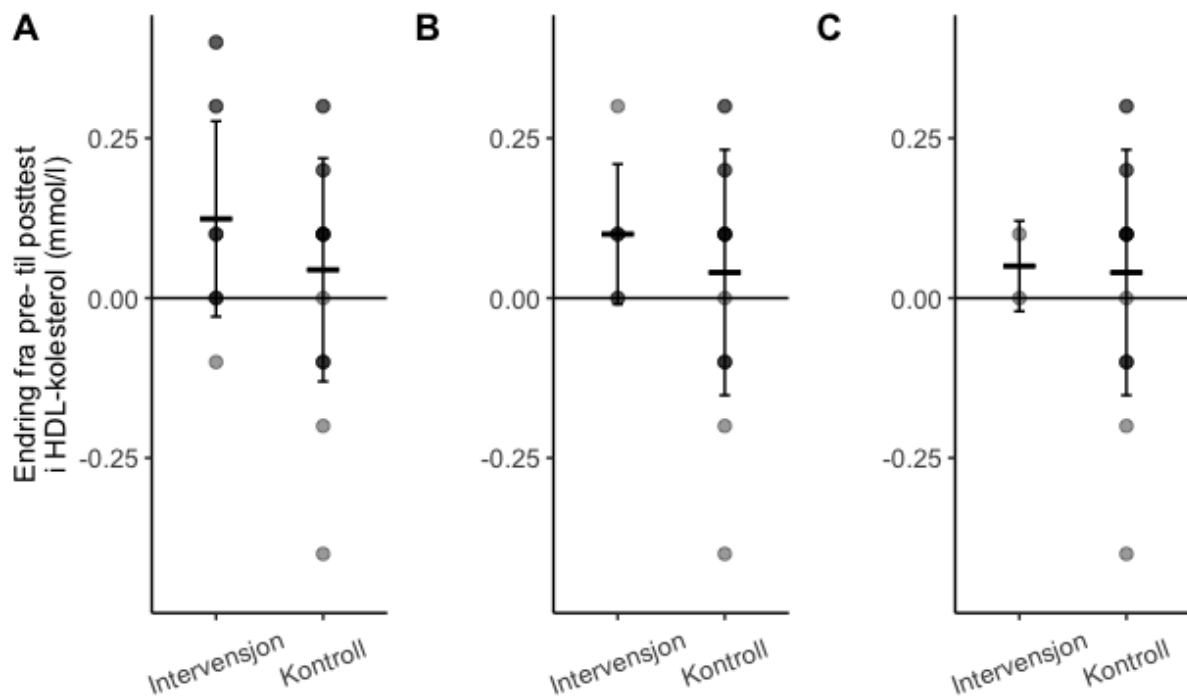 A
B
C
Endring fra pre- til posttest
i HDL-kolesterol (mmol/l)
0.25
0.00
-0.25
Intervensjon
Kontroll
0.25
0.00
-0.25
Intervensjon
Kontroll
0.25
0.00
-0.25
Intervensjon
Kontroll